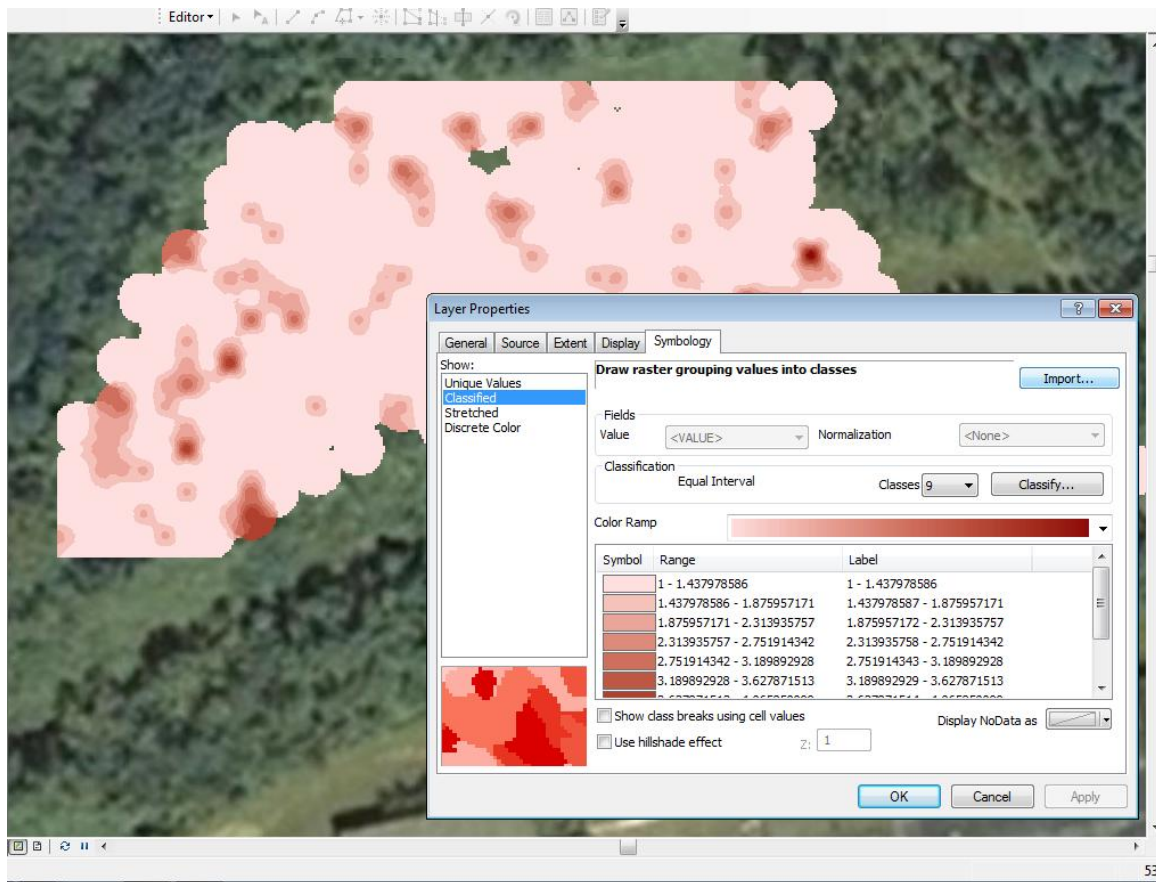 Editor
Layer Properties
General Source Extent Display Symbology
Show:
Unique Values
Classified
Stretched
Discrete Color
Draw raster grouping values into classes
Import...
Fields
Value <VALUE> Normalization <None>
Classification
Equal Interval Classes 9 Classify...
Color Ramp
Symbol Range Label
1 - 1.437978586 1 - 1.437978586
1.437978586 - 1.875957171 1.437978587 - 1.875957171
1.875957171 - 2.313935757 1.875957172 - 2.313935757
2.313935757 - 2.751914342 2.313935758 - 2.751914342
2.751914342 - 3.189892928 2.751914343 - 3.189892928
3.189892928 - 3.627871513 3.189892929 - 3.627871513
Show class breaks using cell values Display NoData as
Use hillshade effect Z: 1
OK Cancel Apply
53